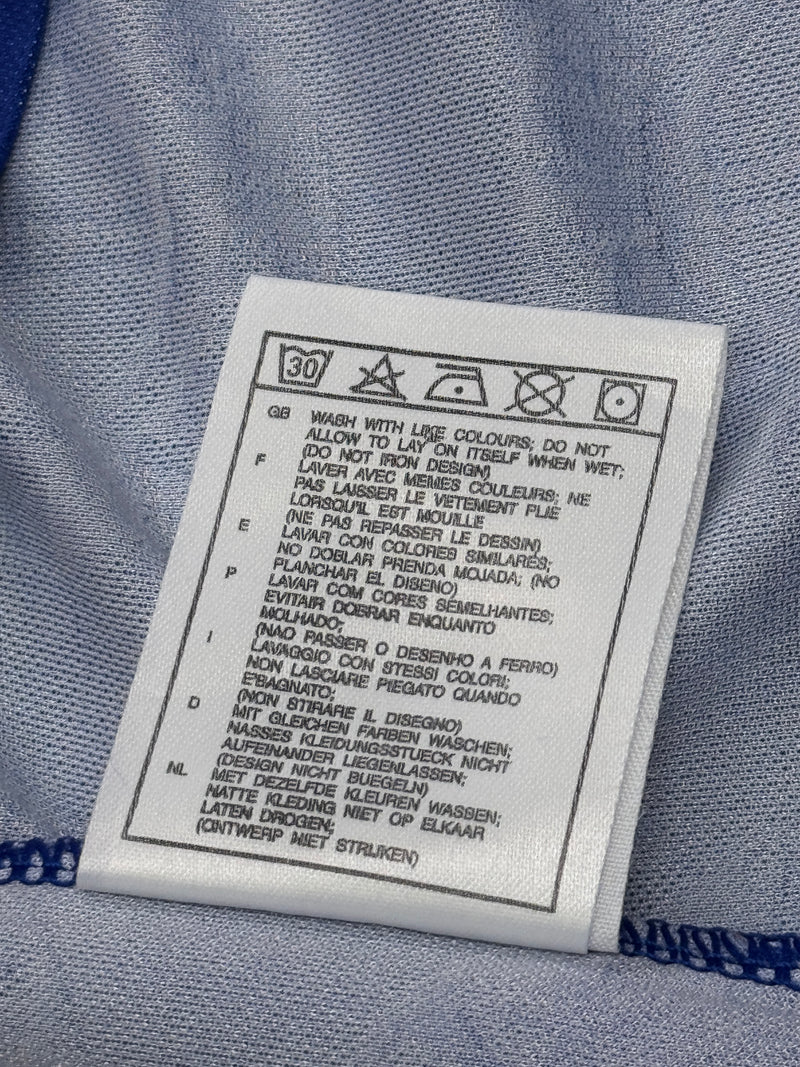 30
GB WASH WITH LIKE COLOURS; DO NOT
ALLOW TO LAY ON ITSELF WHEN WET;
(DO NOT IRON DESIGN)
F LAVER AVEC MEMES COULEURS; NE
PAS LAISSER LE VETEMENT PLIE
LORSQU'IL EST MOUILLE
(NE PAS REPASSER LE DESSIN)
E LAVAR CON COLORES SIMILARES;
NO DOBLAR PRENDA MOJADA; (NO
PLANCHAR EL DISENO)
P LAVAR COM CORES SEMELHANTES;
EVITAIR DOBRAR ENQUANTO
MOLHADO;
(NAO PASSER O DESENHO A FERRO)
I LAVAGGIO CON STESSI COLORI;
NON LASCIARE PIEGATO QUANDO
E'BAGNATO;
(NON STIRARE IL DISEGNO)
D MIT GLEICHEN FARBEN WASCHEN;
NASSES KLEIDUNGSSTUECK NICHT
AUFEINANDER LIEGENLASSEN;
(DESIGN NICHT BUEGELN)
NL MET DEZELFDE KLEUREN WASSEN;
NATTE KLEDING NIET OP ELKAAR
LATEN DROGEN;
(ONTWERP NIET STRIJKEN)